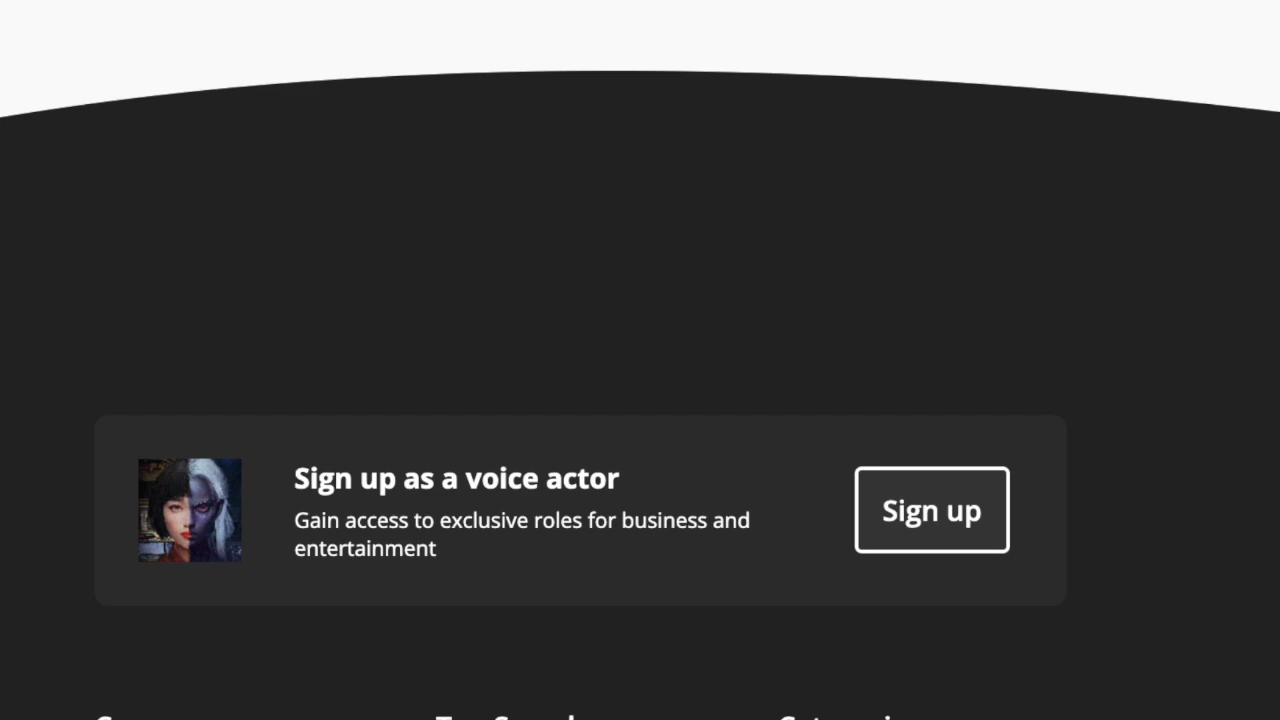 Sign up as a voice actor
Gain access to exclusive roles for business and
entertainment
Sign up